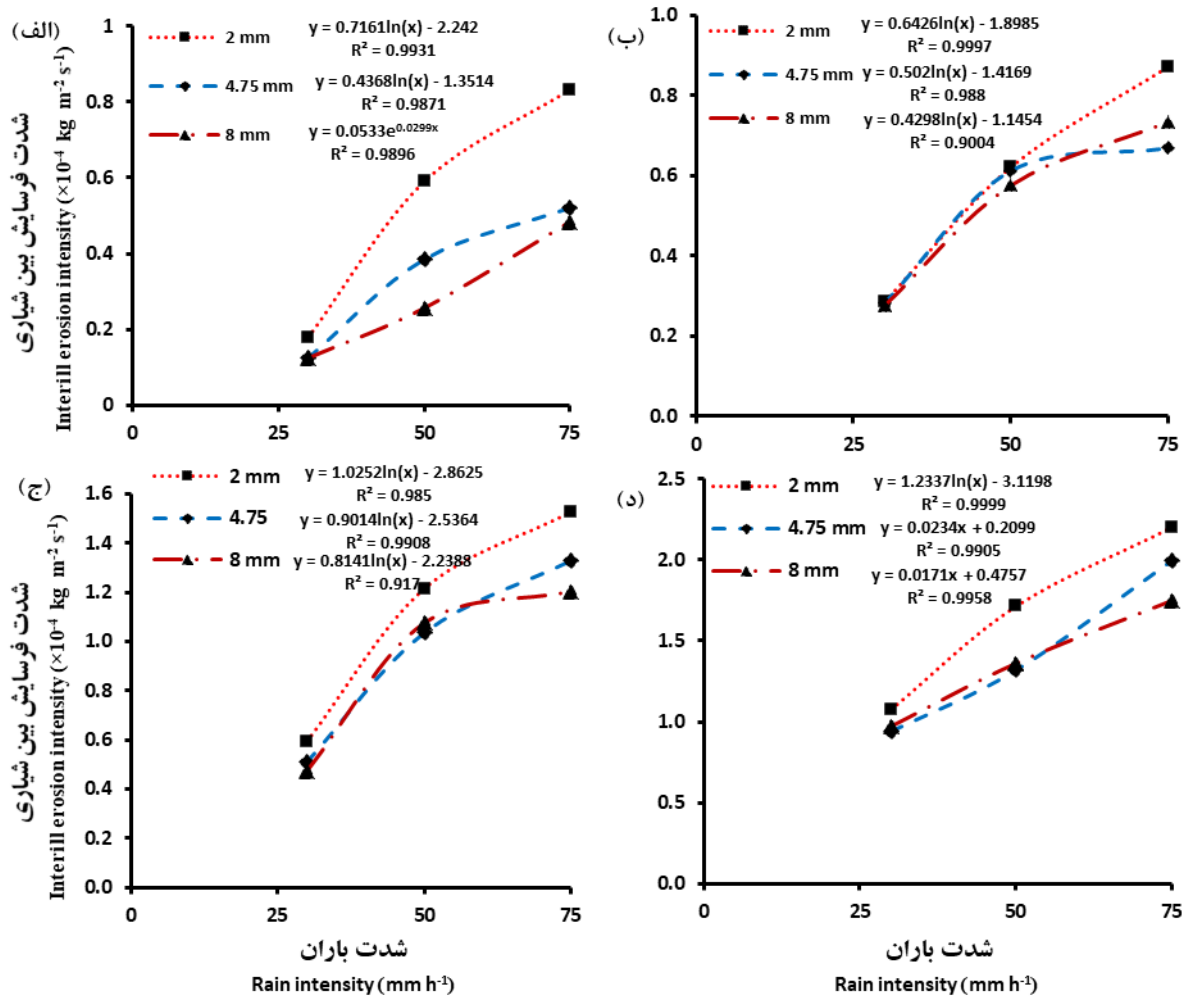 (الف)
شدت فرسایش بین شیاری
Interill erosion intensity (×10⁻⁴ kg m⁻² s⁻¹)
1
0.8
0.6
0.4
0.2
0
0
25
50
75
2 mm
y = 0.7161ln(x) - 2.242
R² = 0.9931
4.75 mm
y = 0.4368ln(x) - 1.3514
R² = 0.9871
8 mm
y = 0.0533e^0.0299x
R² = 0.9896
(ب)
1.0
0.8
0.6
0.4
0.2
0.0
0
25
50
75
2 mm
y = 0.6426ln(x) - 1.8985
R² = 0.9997
4.75 mm
y = 0.502ln(x) - 1.4169
R² = 0.988
8 mm
y = 0.4298ln(x) - 1.1454
R² = 0.9004
(ج)
شدت فرسایش بین شیاری
Interill erosion intensity (×10⁻⁴ kg m⁻² s⁻¹)
1.6
1.4
1.2
1.0
0.8
0.6
0.4
0.2
0.0
0
25
50
75
2 mm
y = 1.0252ln(x) - 2.8625
R² = 0.985
4.75
y = 0.9014ln(x) - 2.5364
R² = 0.9908
8 mm
y = 0.8141ln(x) - 2.2388
R² = 0.917
شدت باران
Rain intensity (mm h⁻¹)
(د)
2.5
2.0
1.5
1.0
0.5
0.0
0
25
50
75
2 mm
y = 1.2337ln(x) - 3.1198
R² = 0.9999
4.75 mm
y = 0.0234x + 0.2099
R² = 0.9905
8 mm
y = 0.0171x + 0.4757
R² = 0.9958
شدت باران
Rain intensity (mm h⁻¹)